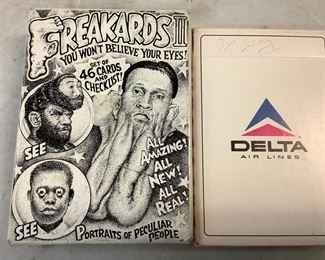 FREAKARDS II
YOU WON'T BELIEVE YOUR EYES!
SET OF
46 CARDS
AND
CHECKLIST!
SEE
SEE
ALL
AMAZING!
ALL
NEW!
ALL
REAL!
PORTRAITS OF PECULIAR
PEOPLE
DELTA
AIR LINES